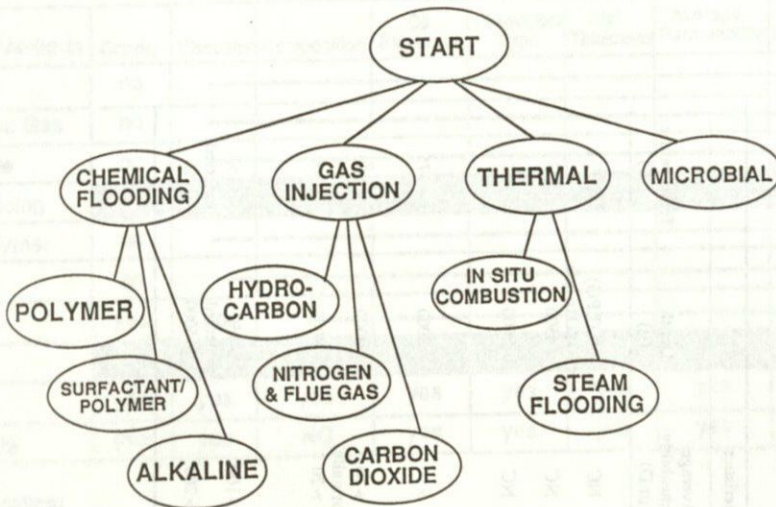 START
CHEMICAL
FLOODING
GAS
INJECTION
THERMAL
MICROBIAL
POLYMER
HYDRO-
CARBON
IN SITU
COMBUSTION
SURFACTANT/
POLYMER
NITROGEN
& FLUE GAS
STEAM
FLOODING
ALKALINE
CARBON
DIOXIDE